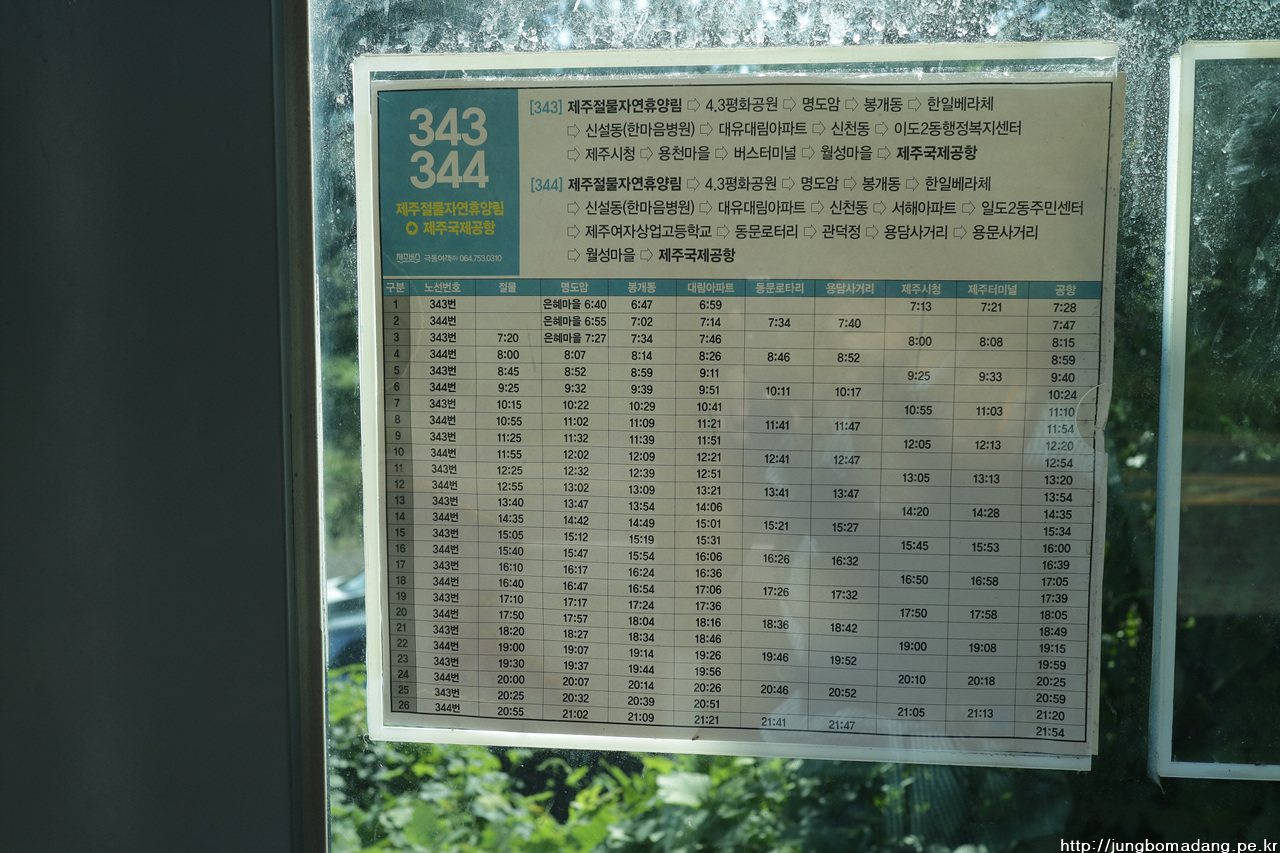 343
344
제주절물자연휴양림
➲ 제주국제공항
제주버스 극동여객㈜ 064.753.0310
[343] 제주절물자연휴양림 ⇨ 4.3평화공원 ⇨ 명도암 ⇨ 봉개동 ⇨ 한일베라체
⇨ 신설동(한마음병원) ⇨ 대유대림아파트 ⇨ 신천동 ⇨ 이도2동행정복지센터
⇨ 제주시청 ⇨ 용천마을 ⇨ 버스터미널 ⇨ 월성마을 ⇨ 제주국제공항
[344] 제주절물자연휴양림 ⇨ 4.3평화공원 ⇨ 명도암 ⇨ 봉개동 ⇨ 한일베라체
⇨ 신설동(한마음병원) ⇨ 대유대림아파트 ⇨ 신천동 ⇨ 서해아파트 ⇨ 일도2동주민센터
⇨ 제주여자상업고등학교 ⇨ 동문로터리 ⇨ 관덕정 ⇨ 용담사거리 ⇨ 용문사거리
⇨ 월성마을 ⇨ 제주국제공항
구분 노선번호 절물 명도암 봉개동 대림아파트 동문로타리 용담사거리 제주시청 제주터미널 공항
1 343번 은혜마을 6:40 6:47 6:59 7:13 7:21 7:28
2 344번 은혜마을 6:55 7:02 7:14 7:34 7:40 7:47
3 343번 7:20 은혜마을 7:27 7:34 7:46 8:00 8:08 8:15
4 344번 8:00 8:07 8:14 8:26 8:46 8:52 8:59
5 343번 8:45 8:52 8:59 9:11 9:25 9:33 9:40
6 344번 9:25 9:32 9:39 9:51 10:11 10:17 10:24
7 343번 10:15 10:22 10:29 10:41 10:55 11:03 11:10
8 344번 10:55 11:02 11:09 11:21 11:41 11:47 11:54
9 343번 11:25 11:32 11:39 11:51 12:05 12:13 12:20
10 344번 11:55 12:02 12:09 12:21 12:41 12:47 12:54
11 343번 12:25 12:32 12:39 12:51 13:05 13:13 13:20
12 344번 12:55 13:02 13:09 13:21 13:41 13:47 13:54
13 343번 13:40 13:47 13:54 14:06 14:20 14:28 14:35
14 344번 14:35 14:42 14:49 15:01 15:21 15:27 15:34
15 343번 15:05 15:12 15:19 15:31 15:45 15:53 16:00
16 344번 15:40 15:47 15:54 16:06 16:26 16:32 16:39
17 343번 16:10 16:17 16:24 16:36 16:50 16:58 17:05
18 344번 16:40 16:47 16:54 17:06 17:26 17:32 17:39
19 343번 17:10 17:17 17:24 17:36 17:50 17:58 18:05
20 344번 17:50 17:57 18:04 18:16 18:36 18:42 18:49
21 343번 18:20 18:27 18:34 18:46 19:00 19:08 19:15
22 344번 19:00 19:07 19:14 19:26 19:46 19:52 19:59
23 343번 19:30 19:37 19:44 19:56 20:10 20:18 20:25
24 344번 20:00 20:07 20:14 20:26 20:46 20:52 20:59
25 343번 20:25 20:32 20:39 20:51 21:05 21:13 21:20
26 344번 20:55 21:02 21:09 21:21 21:41 21:47 21:54
http://jungbomadang.pe.kr